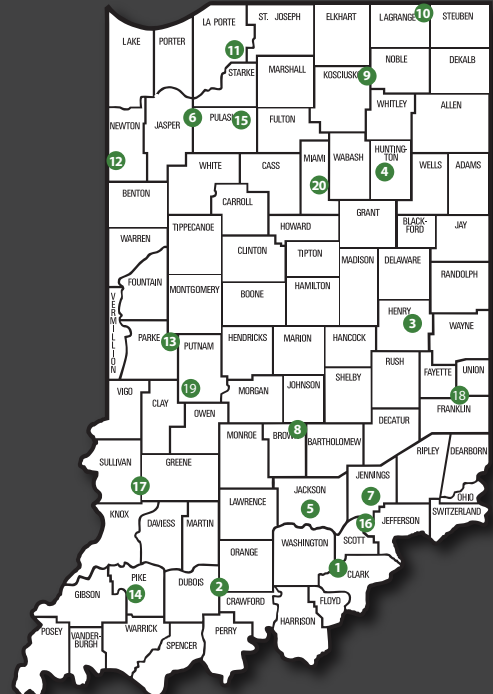 LAKE
PORTER
LA PORTE
ST. JOSEPH
ELKHART
LAGRANGE
10
STEUBEN
11
STARKE
MARSHALL
KOSCIUSK
9
NOBLE
DEKALB
NEWTON
JASPER
6
PULAS
15
FULTON
WHITLEY
ALLEN
12
WHITE
CASS
MIAMI
20
WABASH
HUNTING-
TON
4
WELLS
ADAMS
BENTON
CARROLL
GRANT
BLACK-
FORD
JAY
WARREN
TIPPECANOE
HOWARD
CLINTON
TIPTON
MADISON
DELAWARE
RANDOLPH
FOUNTAIN
MONTGOMERY
BOONE
HAMILTON
VERMILLION
HENRY
3
WAYNE
PARKE
13
PUTNAM
19
HENDRICKS
MARION
HANCOCK
RUSH
FAYETTE
UNION
18
FRANKLIN
VIGO
CLAY
OWEN
MORGAN
JOHNSON
SHELBY
DECATUR
MONROE
BROW
8
BARTHOLOMEW
RIPLEY
DEARBORN
SULLIVAN
GREENE
17
JENNINGS
7
OHIO
KNOX
DAVIESS
MARTIN
LAWRENCE
JACKSON
5
16
JEFFERSON
SWITZERLAND
ORANGE
WASHINGTON
SCOTT
1
CLARK
GIBSON
PIKE
14
DUBOIS
2
CRAWFORD
FLOYD
HARRISON
POSEY
VANDER-
BURGH
WARRICK
SPENCER
PERRY